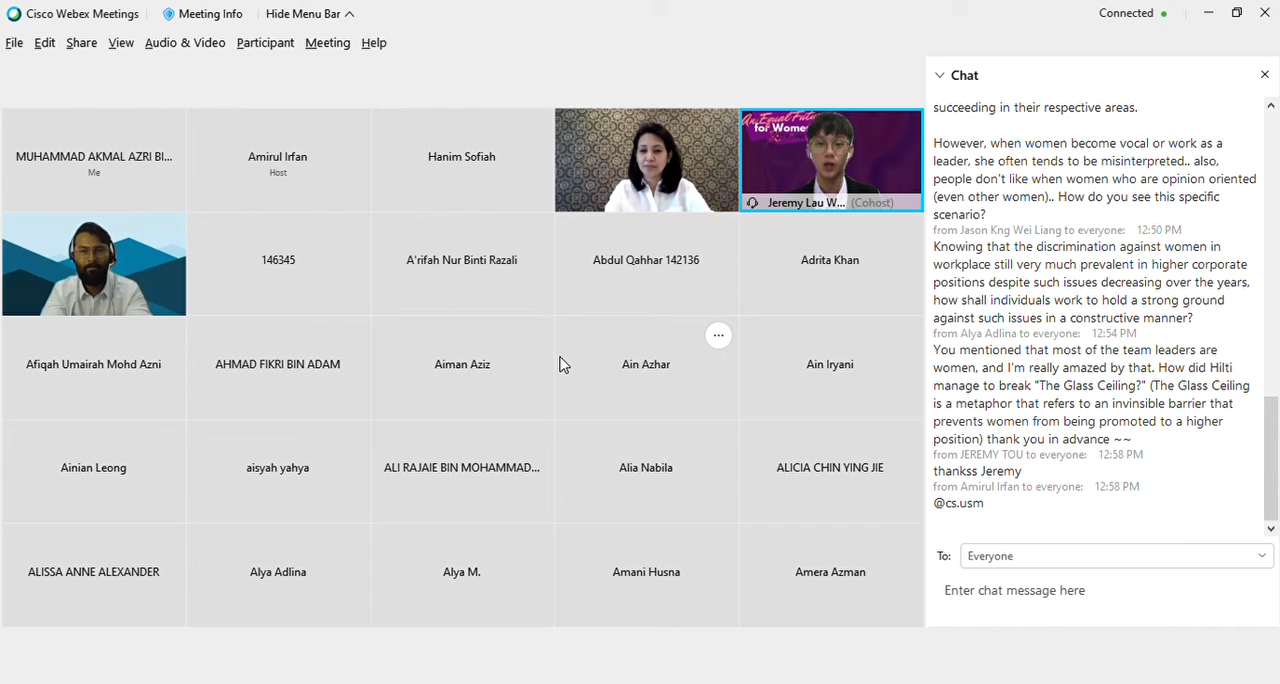 Cisco Webex Meetings
Meeting Info
Hide Menu Bar
Connected
File Edit Share View Audio & Video Participant Meeting Help
MUHAMMAD AKMAL AZRI BI...
Me
Amirul Irfan
Host
Hanim Sofiah
An Equal Futu
for Wome
Jeremy Lau W... (Cohost)
146345
A'rifah Nur Binti Razali
Abdul Qahhar 142136
Adrita Khan
Afiqah Umairah Mohd Azni
AHMAD FIKRI BIN ADAM
Aiman Aziz
Ain Azhar
Ain Iryani
Ainian Leong
aisyah yahya
ALI RAJAIE BIN MOHAMMAD...
Alia Nabila
ALICIA CHIN YING JIE
ALISSA ANNE ALEXANDER
Alya Adlina
Alya M.
Amani Husna
Amera Azman
Chat
succeeding in their respective areas.
However, when women become vocal or work as a
leader, she often tends to be misinterpreted.. also,
people don't like when women who are opinion oriented
(even other women).. How do you see this specific
scenario?
from Jason Kng Wei Liang to everyone: 12:50 PM
Knowing that the discrimination against women in
workplace still very much prevalent in higher corporate
positions despite such issues decreasing over the years,
how shall individuals work to hold a strong ground
against such issues in a constructive manner?
from Alya Adlina to everyone: 12:54 PM
You mentioned that most of the team leaders are
women, and I'm really amazed by that. How did Hilti
manage to break "The Glass Ceiling?" (The Glass Ceiling
is a metaphor that refers to an invinsible barrier that
prevents women from being promoted to a higher
position) thank you in advance ~~
from JEREMY TOU to everyone: 12:58 PM
thankss Jeremy
from Amirul Irfan to everyone: 12:58 PM
@cs.usm
To: Everyone
Enter chat message here